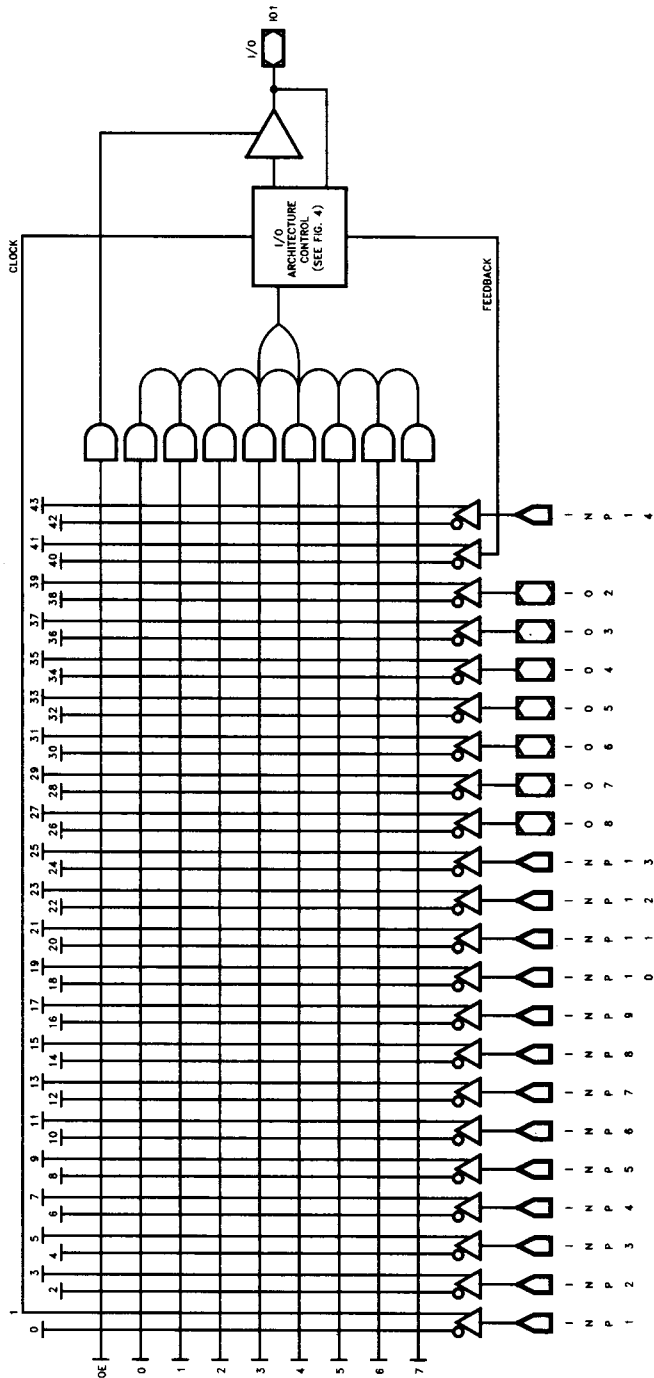 CLOCK
I/O
IO1
I/O
ARCHITECTURE
CONTROL
(SEE FIG. 4)
FEEDBACK
0
1
2
3
4
5
6
7
8
9
10
11
12
13
14
15
16
17
18
19
20
21
22
23
24
25
26
27
28
29
30
31
32
33
34
35
36
37
38
39
40
41
42
43
OE
0
1
2
3
4
5
6
7
INP1
INP2
INP3
INP4
INP5
INP6
INP7
INP8
INP9
INP10
INP11
INP12
INP13
IO8
IO7
IO6
IO5
IO4
IO3
IO2
INP14